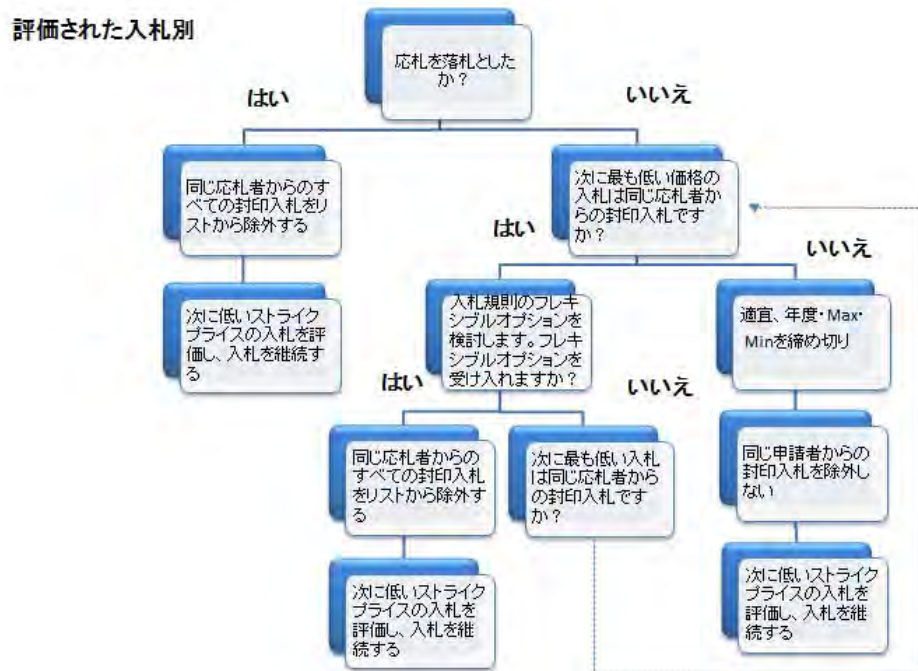 評価された入札別
応札を落札とした
か？
はい
いいえ
同じ応札者からのす
べての封印入札をリ
ストから除外する
次に最も低い価格の
入札は同じ応札者か
らの封印入札です
か？
はい
いいえ
次に低いストライク
プライスの入札を評
価し、入札を継続す
る
入札規則のフレキ
シブルオプションを
検討します。フレキ
シブルオプションを
受け入れますか？
適宜、年度・Max・
Minを締め切り
はい
いいえ
同じ応札者からの
すべての封印入札
をリストから除外す
る
次に最も低い入札
は同じ応札者から
の封印入札です
か？
同じ申請者からの
封印入札を除外し
ない
次に低いストライク
プライスの入札を
評価し、入札を継
続する
次に低いストライク
プライスの入札を
評価し、入札を継
続する